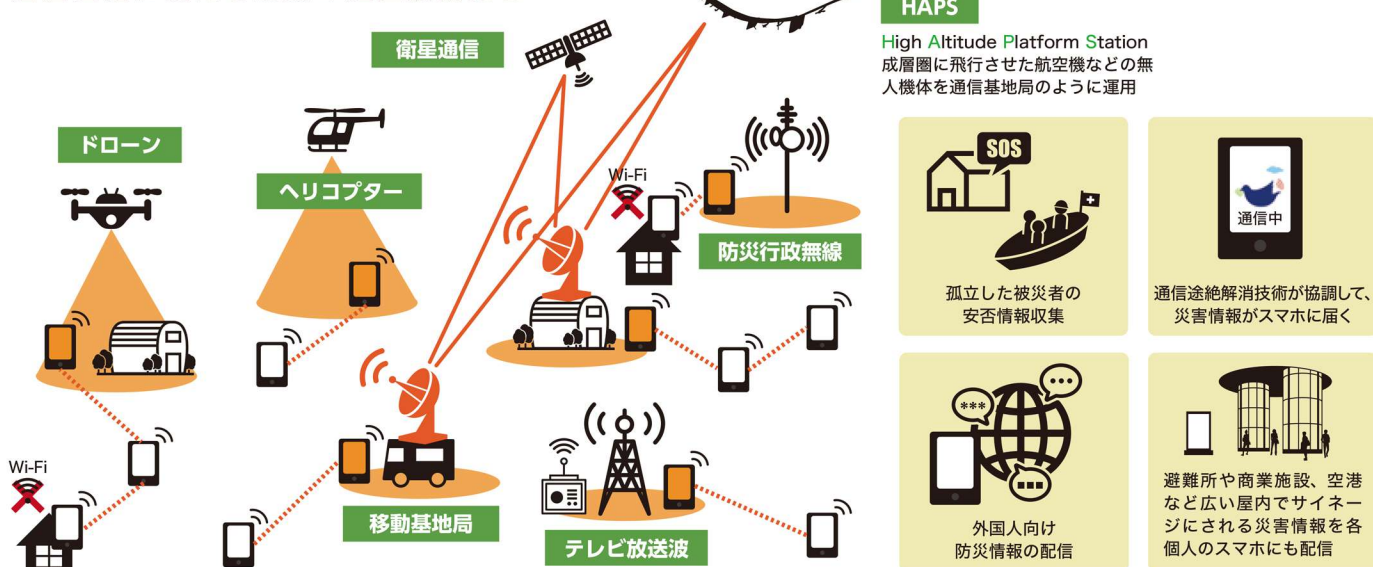 HAPS
High Altitude Platform Station
成層圏に飛行させた航空機などの無
人機体を通信基地局のように運用
衛星通信
ドローン
ヘリコプター
Wi-Fi
防災行政無線
SOS
孤立した被災者の
安否情報収集
通信中
通信途絶解消技術が協調して、
災害情報がスマホに届く
Wi-Fi
移動基地局
テレビ放送波
***
外国人向け
防災情報の配信
避難所や商業施設、空港
など広い屋内でサイネー
ジにされる災害情報を各
個人のスマホにも配信